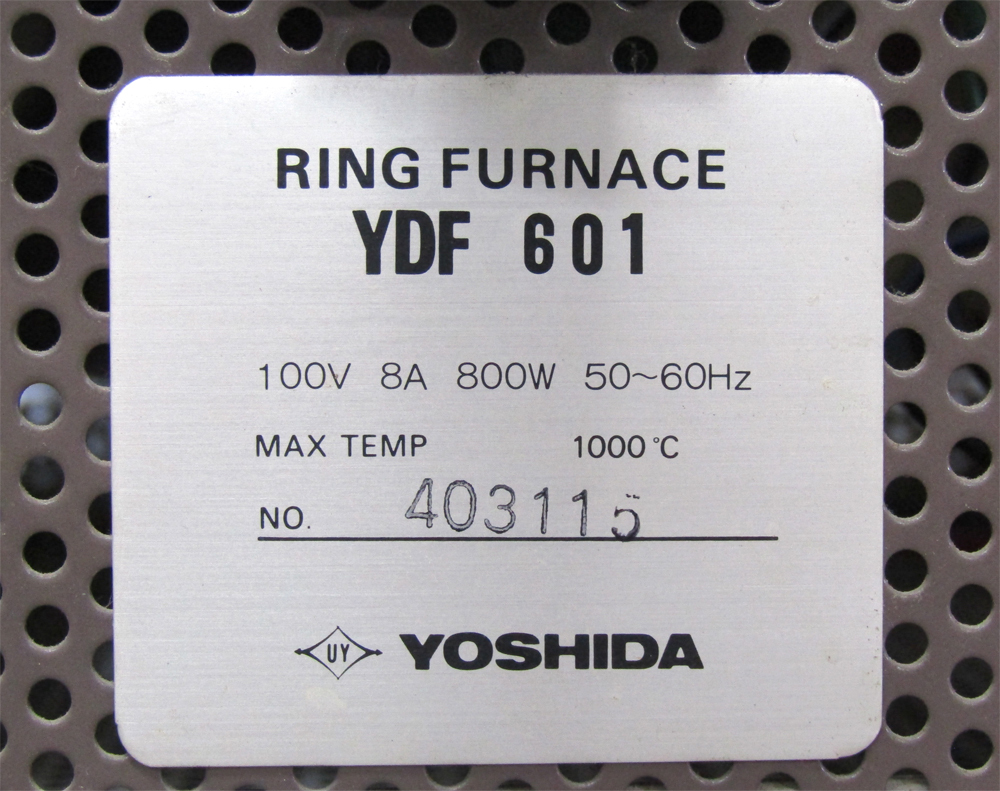 RING FURNACE
YDF 601
100V 8A 800W 50~60Hz
MAX TEMP 1000℃
NO. 403115
UY YOSHIDA